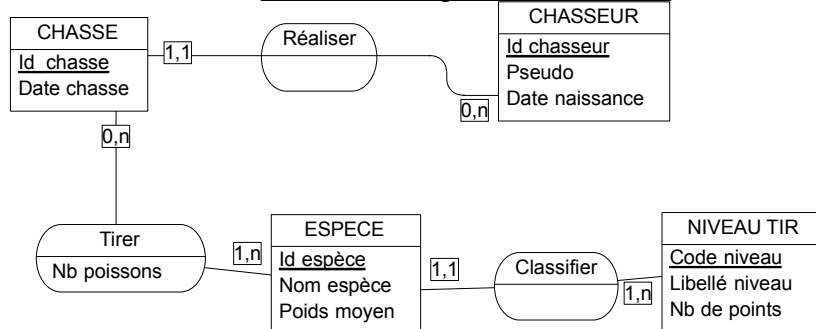 CHASSE
Id chasse
Date chasse
1,1
Réaliser
CHASSEUR
Id chasseur
Pseudo
Date naissance
0,n
0,n
Tirer
Nb poissons
1,n
ESPECE
Id espèce
Nom espèce
Poids moyen
1,1
Classifier
1,n
NIVEAU TIR
Code niveau
Libellé niveau
Nb de points